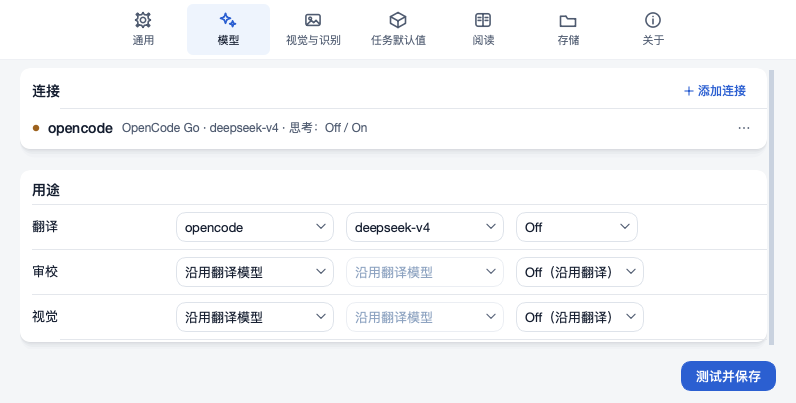 通用 模型 视觉与识别 任务默认值 阅读 存储 关于
连接 + 添加连接
opencode OpenCode Go · deepseek-v4 · 思考：Off / On ...
用途
翻译 opencode deepseek-v4 Off
审校 沿用翻译模型 沿用翻译模型 Off（沿用翻译）
视觉 沿用翻译模型 沿用翻译模型 Off（沿用翻译）
测试并保存